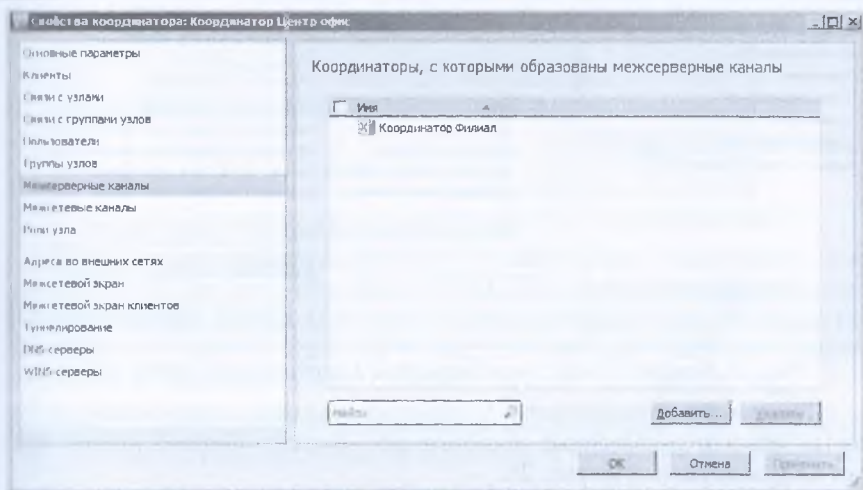 Свойства координатора: Координатор Центр офис
Основные параметры
Клиенты
Связи с узлами
Связи с группами узлов
Пользователи
Группы узлов
Межсерверные каналы
Межсетевые каналы
Роли узла
Адреса во внешних сетях
Межсетевой экран
Межсетевой экран клиентов
Туннелирование
DNS-серверы
WINS-серверы
Координаторы, с которыми образованы межсерверные каналы
Имя
Координатор Филиал
Найти
Добавить...
Удалить
OK
Отмена
Применить